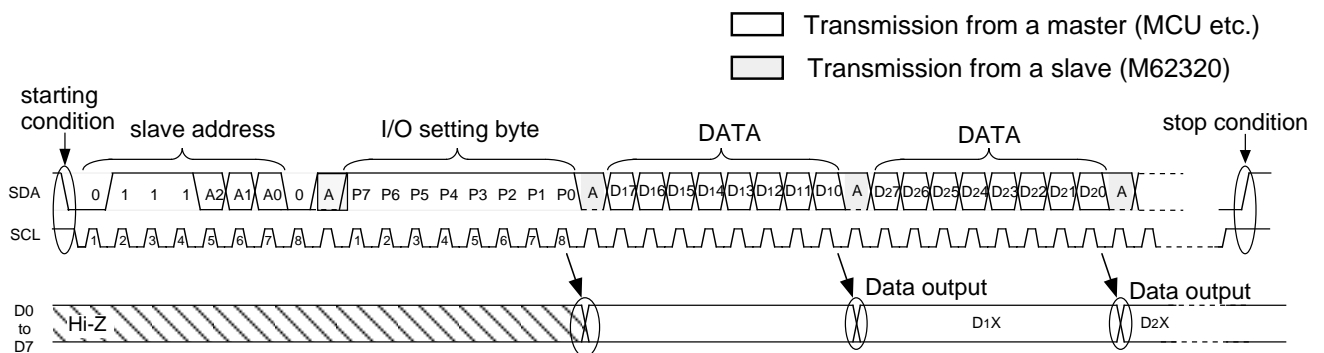 Transmission from a master (MCU etc.)
Transmission from a slave (M62320)
starting
condition
slave address
I/O setting byte
DATA
DATA
stop condition
SDA
0 1 1 1 A2 A1 A0 0 A P7 P6 P5 P4 P3 P2 P1 P0 A D17 D16 D15 D14 D13 D12 D11 D10 A D27 D26 D25 D24 D23 D22 D21 D20 A
SCL
1 2 3 4 5 6 7 8 1 2 3 4 5 6 7 8
Data output
Data output
D0
to
D7
Hi-Z
D1X
D2X